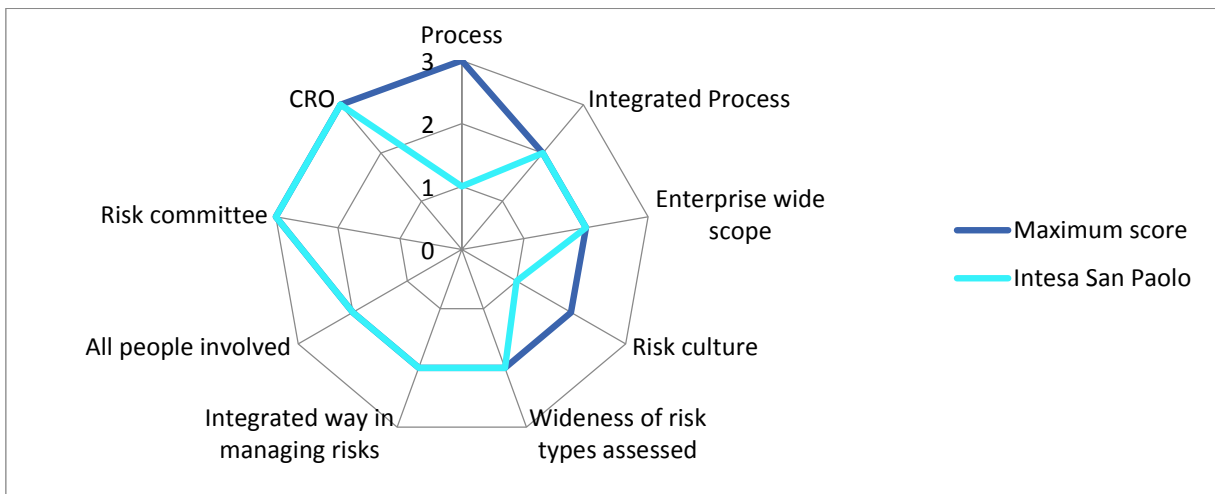 Process
3
CRO
Integrated Process
2
1
Risk committee
Enterprise wide
scope
0
Maximum score
Intesa San Paolo
All people involved
Risk culture
Integrated way in
managing risks
Wideness of risk
types assessed